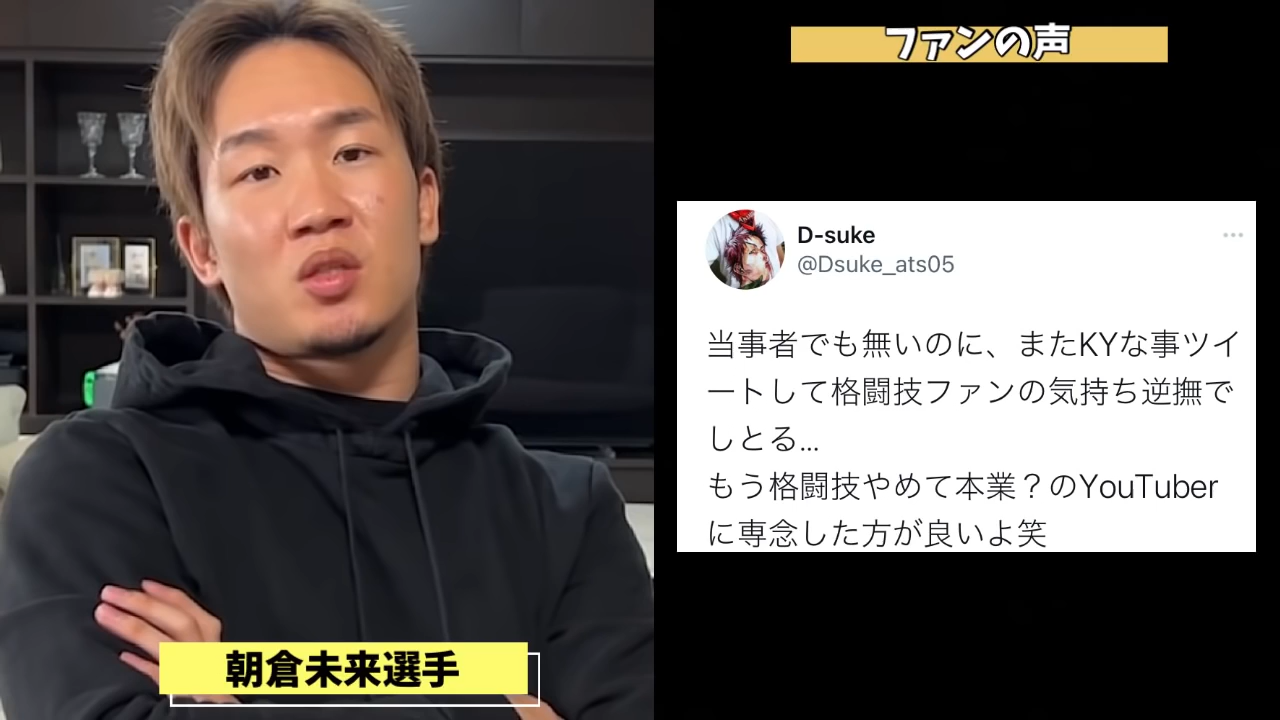 ファンの声
D-suke
@Dsuke_ats05
当事者でも無いのに、またKYな事ツイ
ートして格闘技ファンの気持ち逆撫で
しとる...
もう格闘技やめて本業？のYouTuber
に専念した方が良いよ笑
朝倉未来選手